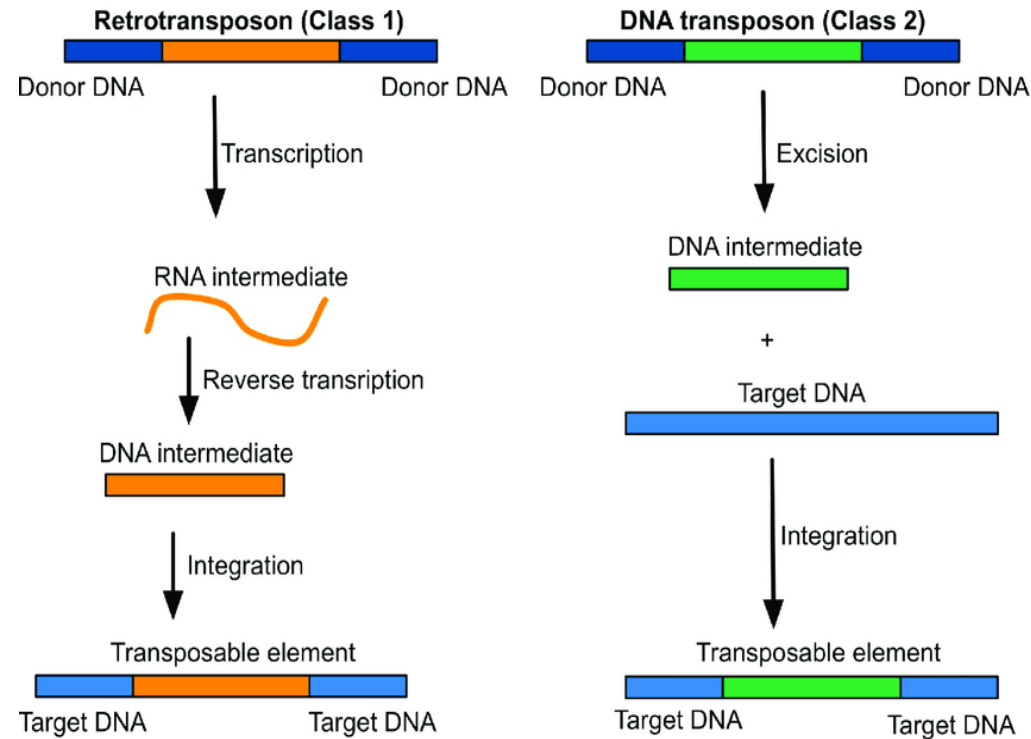 Retrotransposon (Class 1)
Donor DNA
Donor DNA
Transcription
RNA intermediate
Reverse transription
DNA intermediate
Integration
Transposable element
Target DNA
Target DNA
DNA transposon (Class 2)
Donor DNA
Donor DNA
Excision
DNA intermediate
+
Target DNA
Integration
Transposable element
Target DNA
Target DNA